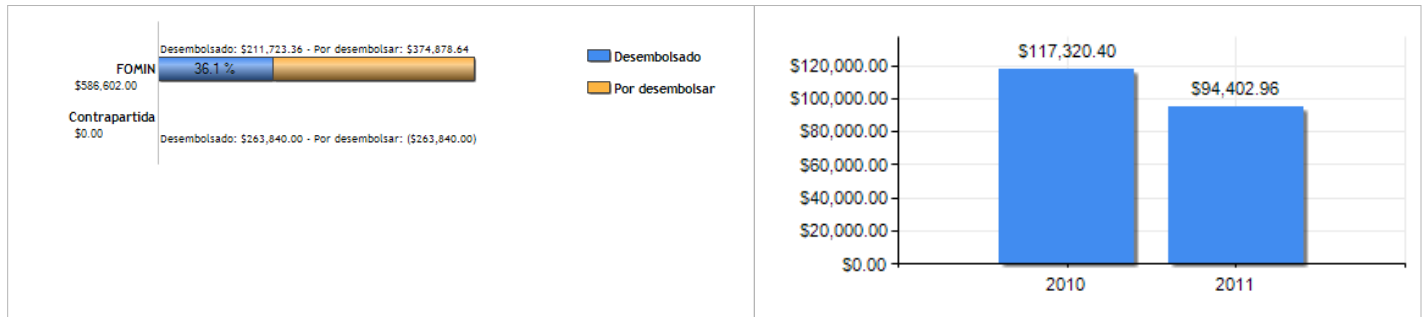 Desembolsado: $211,723.36 - Por desembolsar: $374,878.64
FOMIN
36.1 %
$586,602.00
Contrapartida
$0.00
Desembolsado: $263,840.00 - Por desembolsar: ($263,840.00)
Desembolsado
Por desembolsar
$117,320.40
$120,000.00
$94,402.96
$100,000.00
$80,000.00
$60,000.00
$40,000.00
$20,000.00
$0.00
2010 2011